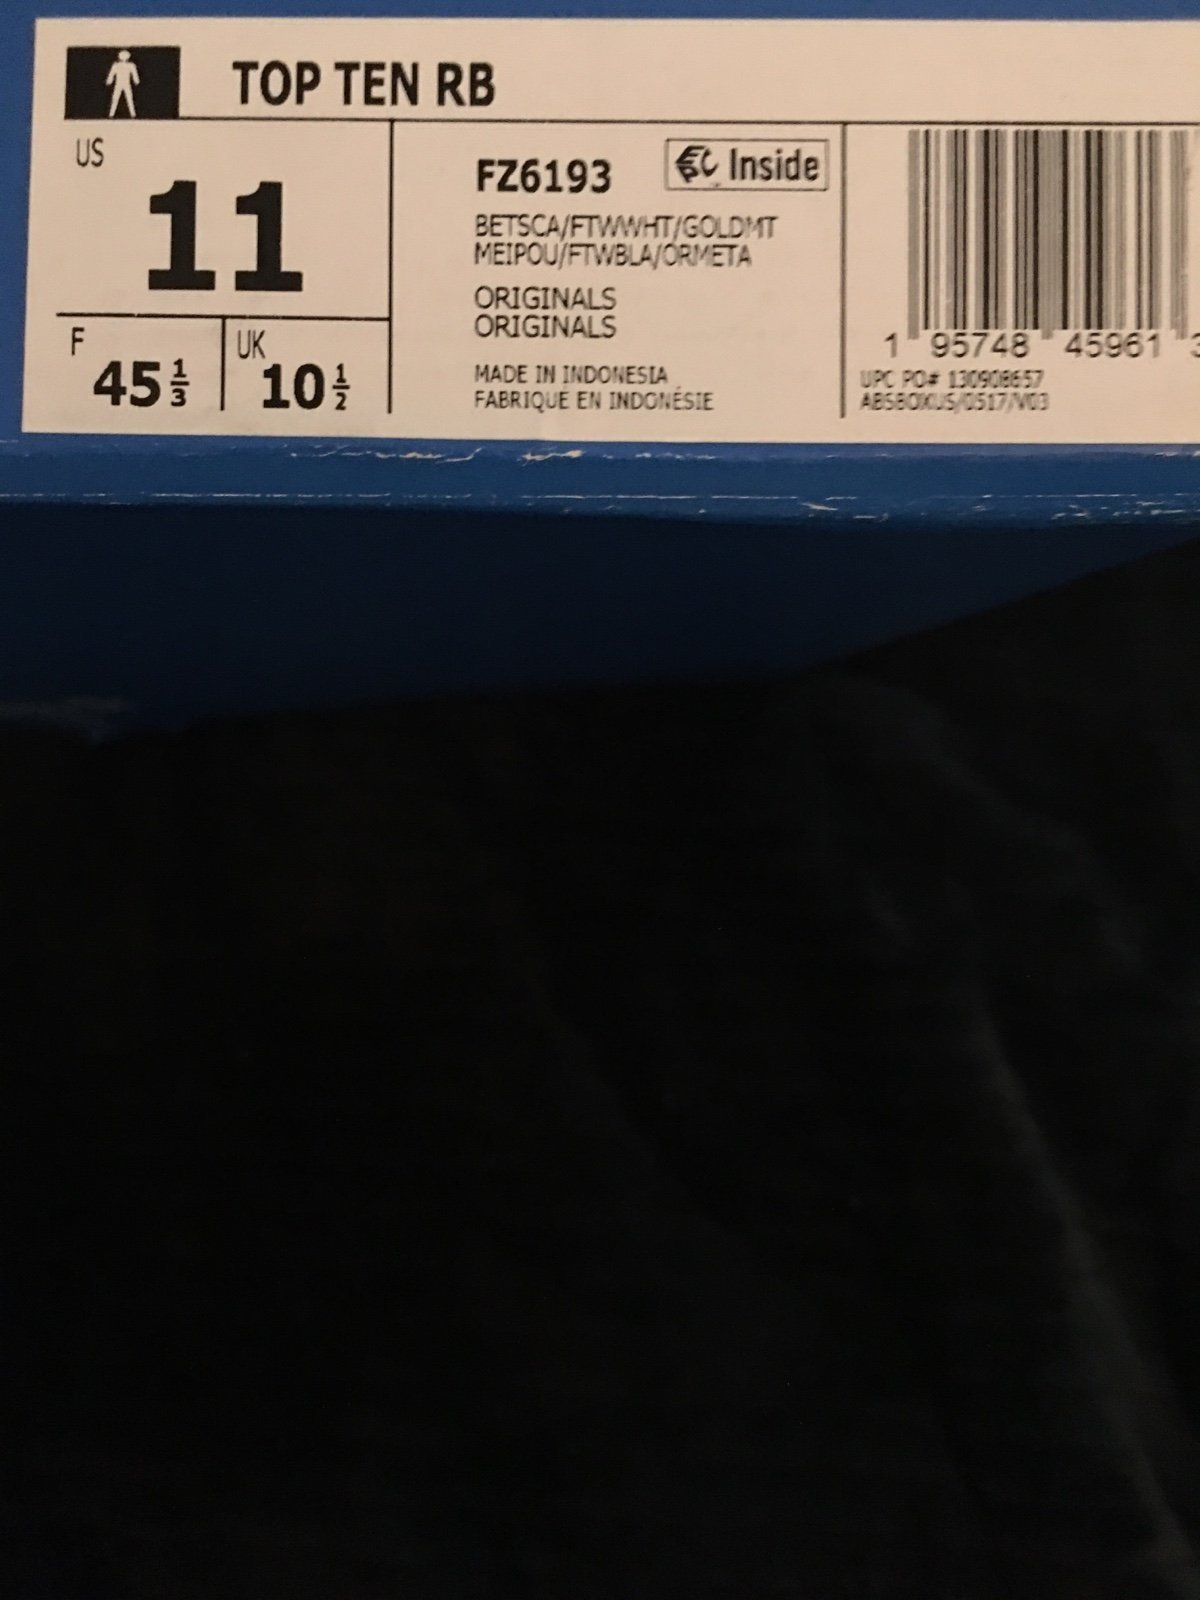 TOP TEN RB
US
11
F
45 1/3
UK
10 1/2
FZ6193
EPC Inside
BETSCA/FTWWHT/GOLDMT
MEIPOU/FTWBLA/ORMETA
ORIGINALS
ORIGINALS
MADE IN INDONESIA
FABRIQUE EN INDONÉSIE
1 95748 45961 3
UPC PO# 130908657
ABSBOXUS/0517/V03